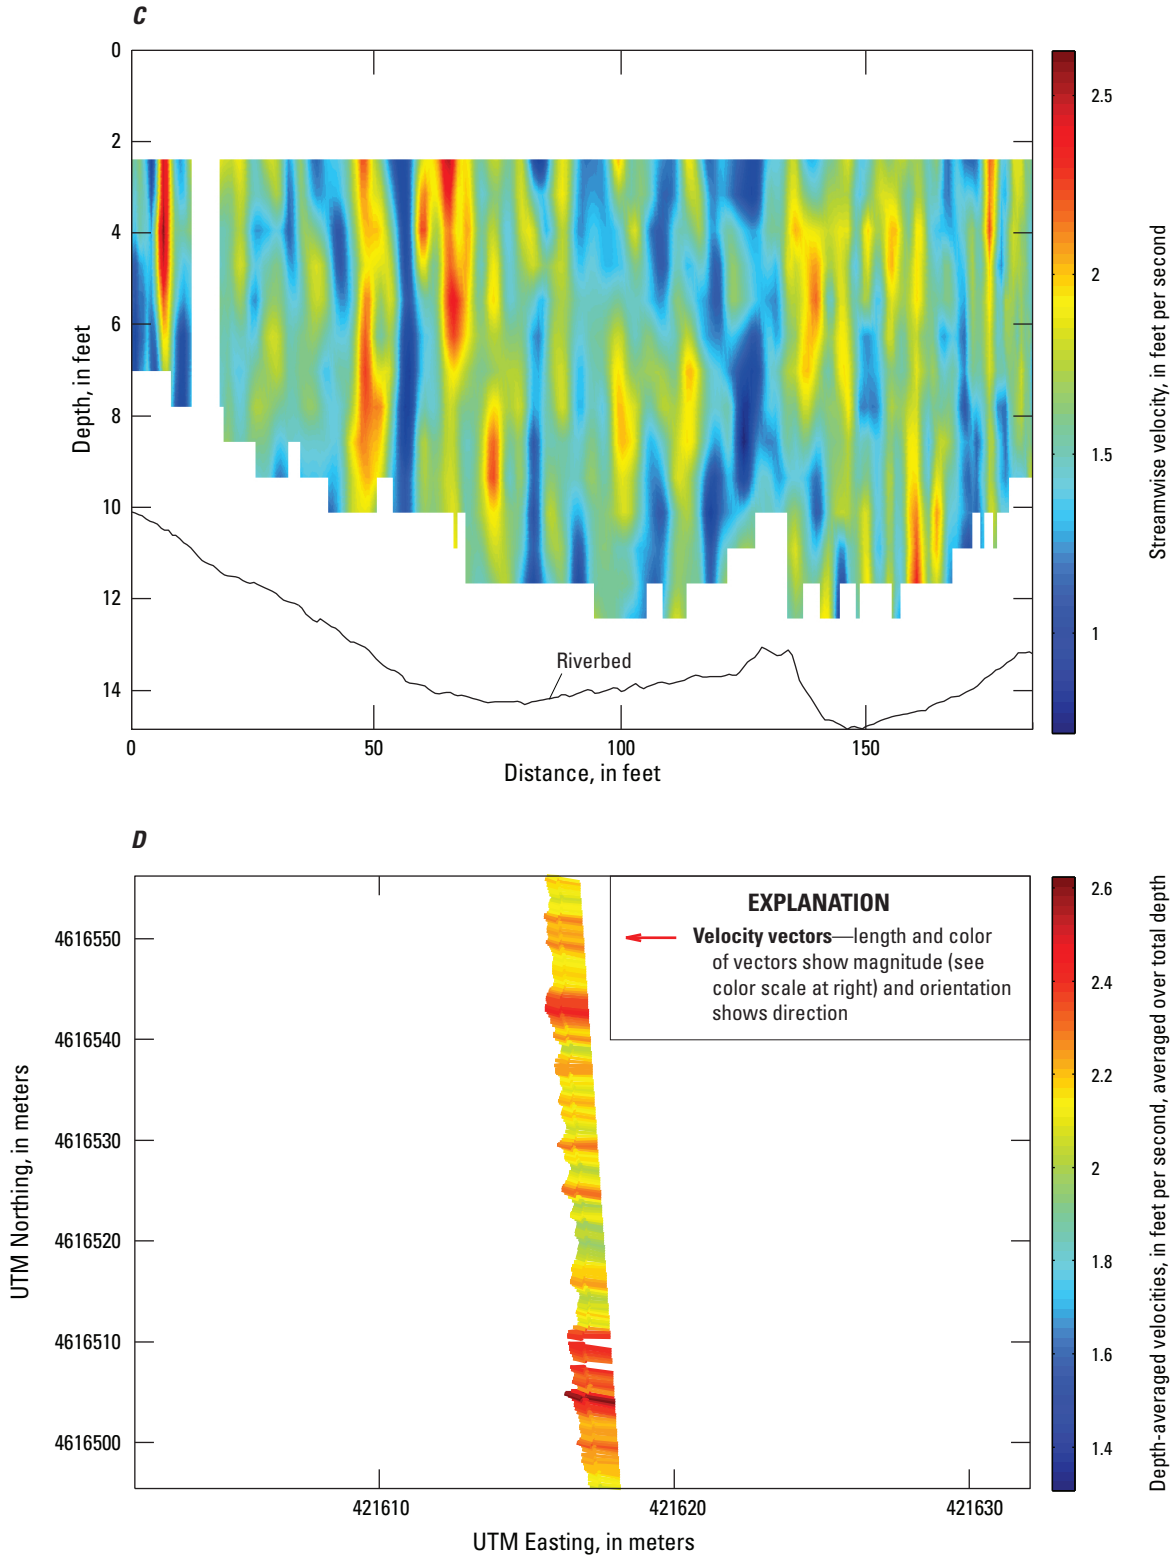 C
0
2
4
6
8
10
12
14
Depth, in feet
Riverbed
0
50
100
150
Distance, in feet
2.5
2
1.5
1
Streamwise velocity, in feet per second
D
EXPLANATION
Velocity vectors—length and color
of vectors show magnitude (see
color scale at right) and orientation
shows direction
4616550
4616540
4616530
4616520
4616510
4616500
UTM Northing, in meters
421610
421620
421630
UTM Easting, in meters
2.6
2.4
2.2
2
1.8
1.6
1.4
Depth-averaged velocities, in feet per second, averaged over total depth